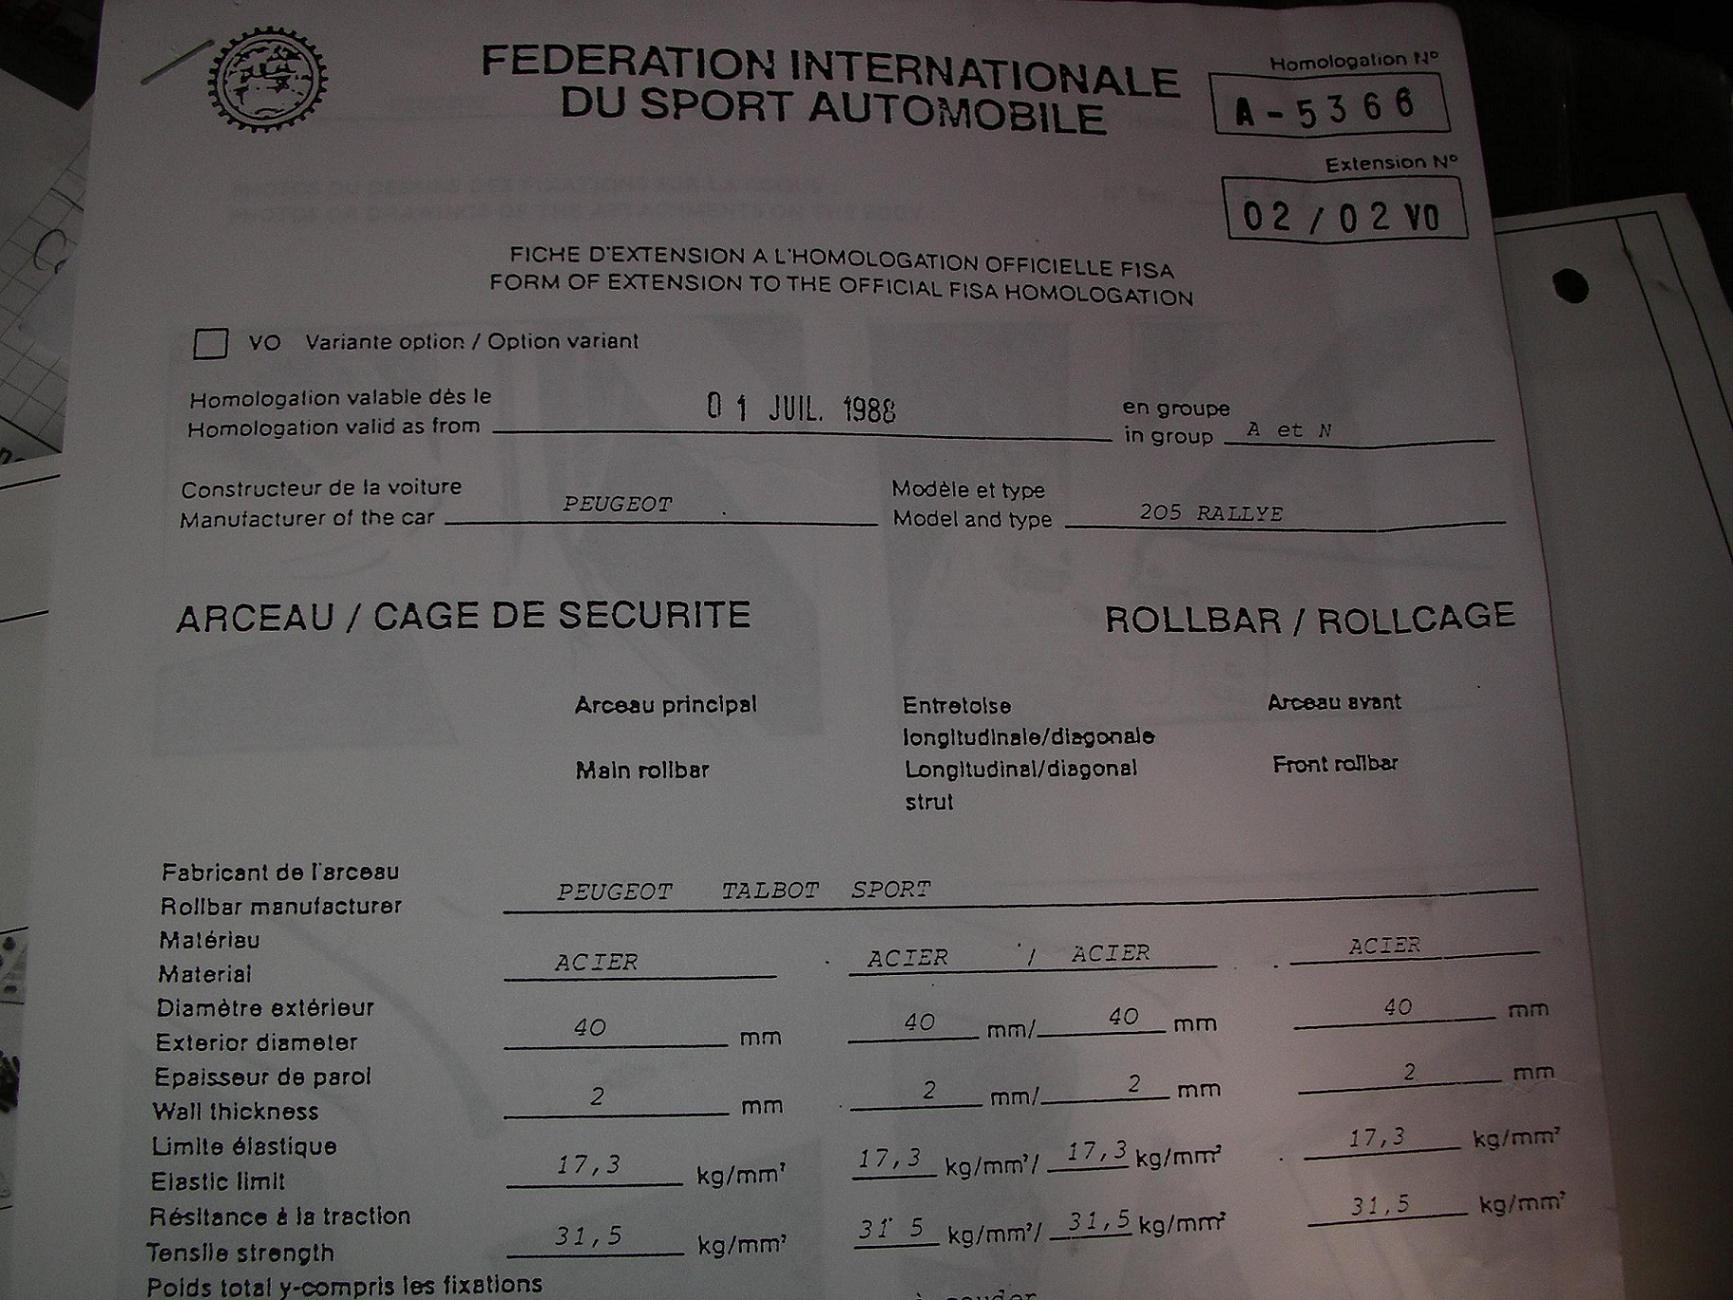 FEDERATION INTERNATIONALE
DU SPORT AUTOMOBILE
Homologation N°
A-5366
Extension N°
02/02 VO
FICHE D'EXTENSION A L'HOMOLOGATION OFFICIELLE FISA
FORM OF EXTENSION TO THE OFFICIAL FISA HOMOLOGATION
VO Variante option / Option variant
Homologation valable dès le
Homologation valid as from 01 JUIL. 1988
en groupe
in group A et N
Constructeur de la voiture
Manufacturer of the car PEUGEOT
Modèle et type
Model and type 205 RALLYE
ARCEAU / CAGE DE SECURITE ROLLBAR / ROLLCAGE
Arceau principal Entretoise Arceau avant
longitudinale/diagonale
Main rollbar Longitudinal/diagonal Front rollbar
strut
Fabricant de l'arceau
Rollbar manufacturer PEUGEOT TALBOT SPORT
Matériau
Material ACIER ACIER / ACIER ACIER
Diamètre extérieur
Exterior diameter 40 mm 40 mm/ 40 mm 40 mm
Epaisseur de paroi
Wall thickness 2 mm 2 mm/ 2 mm 2 mm
Limite élastique
Elastic limit 17,3 kg/mm² 17,3 kg/mm²/ 17,3 kg/mm² 17,3 kg/mm²
Résitance à la traction
Tensile strength 31,5 kg/mm² 31 5 kg/mm²/ 31,5 kg/mm² 31,5 kg/mm²
Poids total y-compris les fixations
à souder